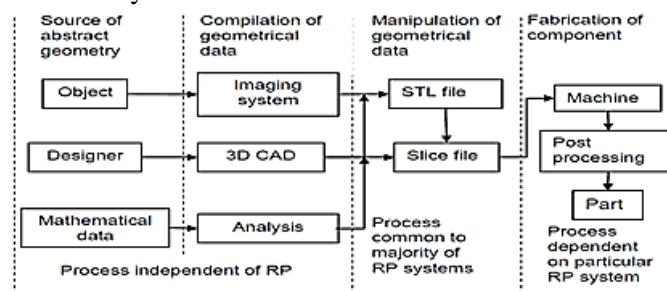 Source of
abstract
geometry
Compilation of
geometrical
data
Manipulation of
geometrical
data
Fabrication of
component
Object
Imaging
system
STL file
Machine
Designer
3D CAD
Slice file
Post
processing
Mathematical
data
Analysis
Part
Process independent of RP
Process
common to
majority of
RP systems
Process
dependent
on particular
RP system